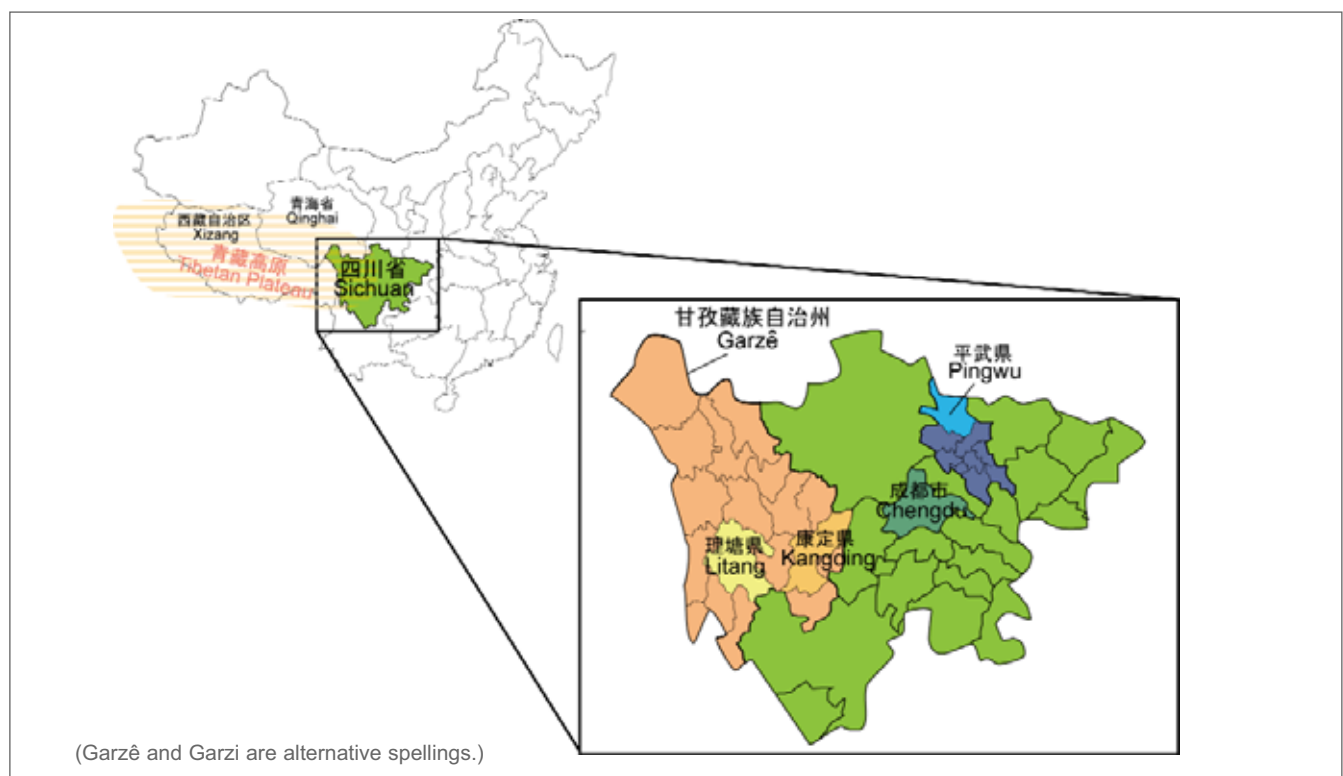 青海省
Qinghai
西藏自治区
Xizang
青藏高原
Tibetan Plateau
四川省
Sichuan
甘孜藏族自治州
Garzê
平武県
Pingwu
成都市
Chengdu
理塘県
Litang
康定県
Kangding
(Garzê and Garzi are alternative spellings.)